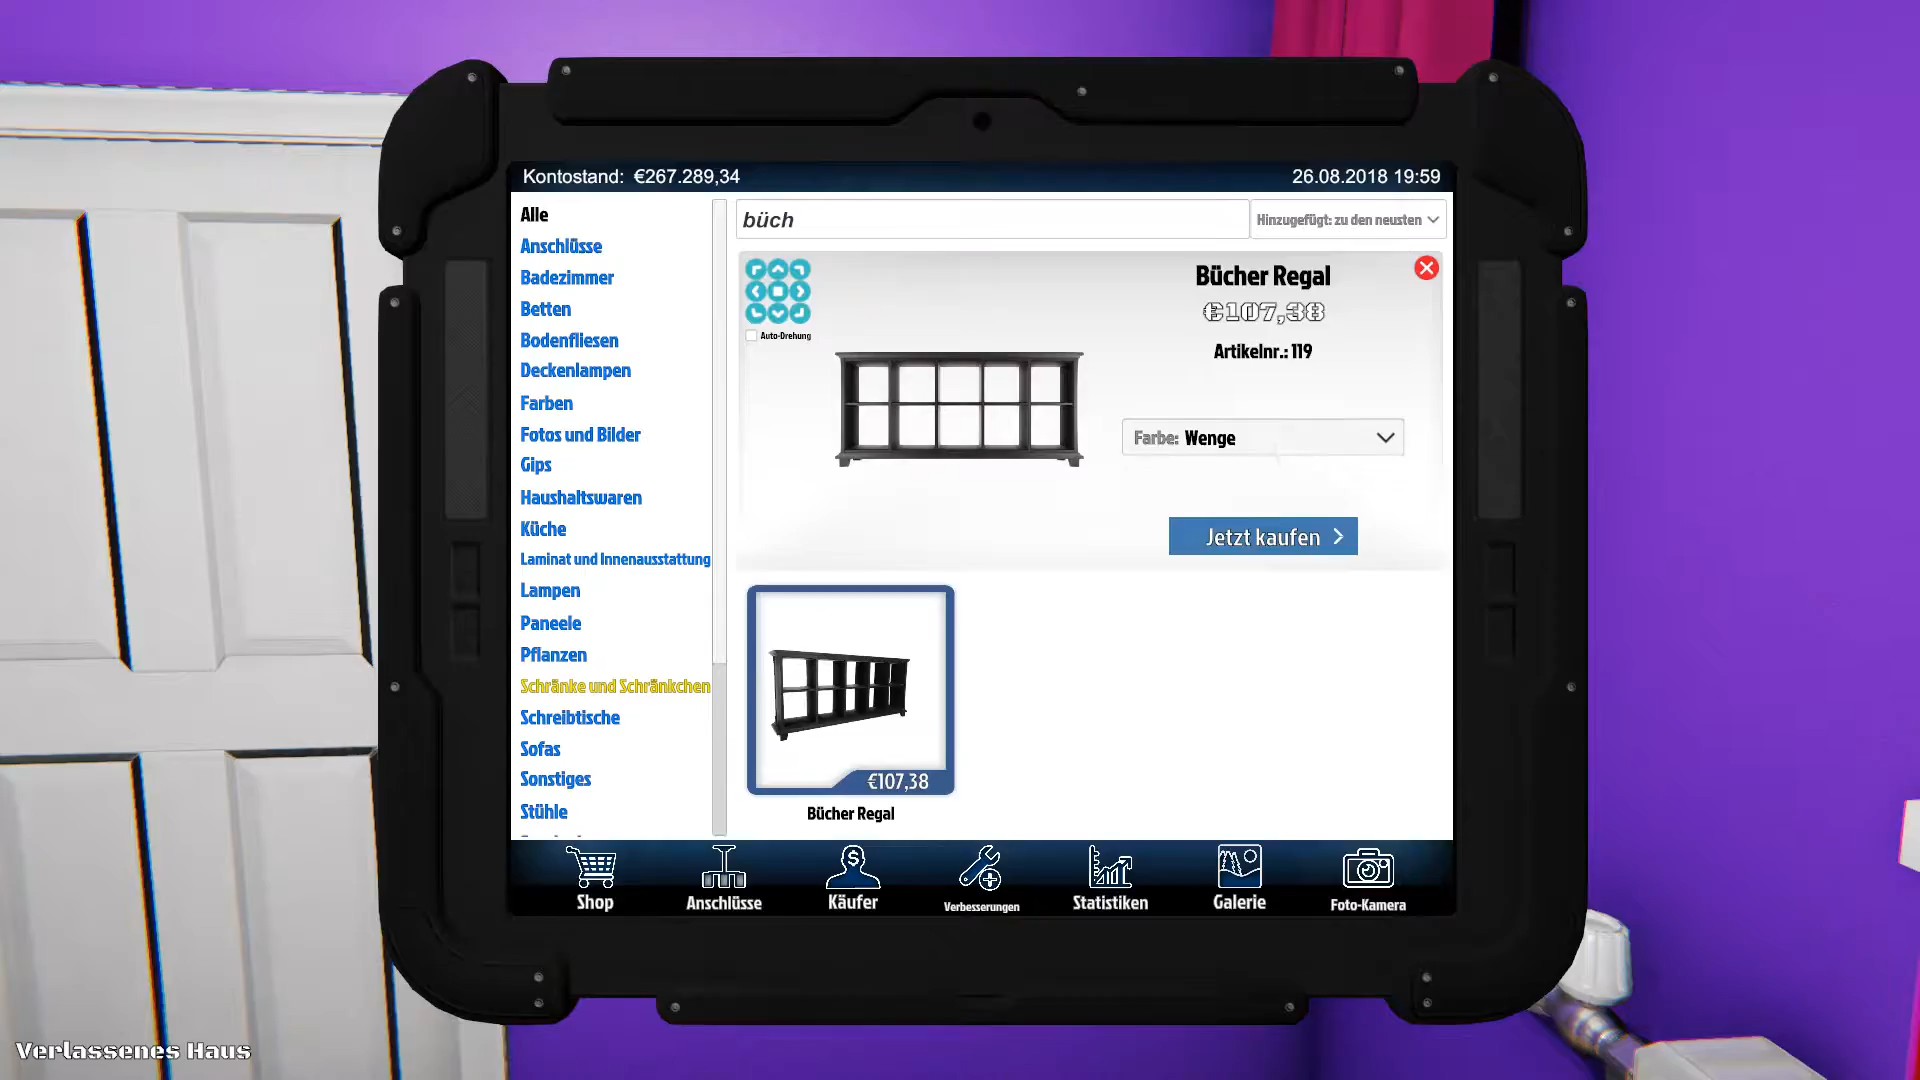 Kontostand: €267.289,34
26.08.2018 19:59
Alle
Anschlüsse
Badezimmer
Betten
Bodenfliesen
Deckenlampen
Farben
Fotos und Bilder
Gips
Haushaltswaren
Küche
Laminat und Innenausstattung
Lampen
Paneele
Pflanzen
Schränke und Schränkchen
Schreibtische
Sofas
Sonstiges
Stühle
büch
Hinzugefügt: zu den neusten
Auto-Drehung
Bücher Regal
€107,38
Artikelnr.: 119
Farbe: Wenge
Jetzt kaufen
€107,38
Bücher Regal
Shop
Anschlüsse
Käufer
Verbesserungen
Statistiken
Galerie
Foto-Kamera
Verlassenes Haus